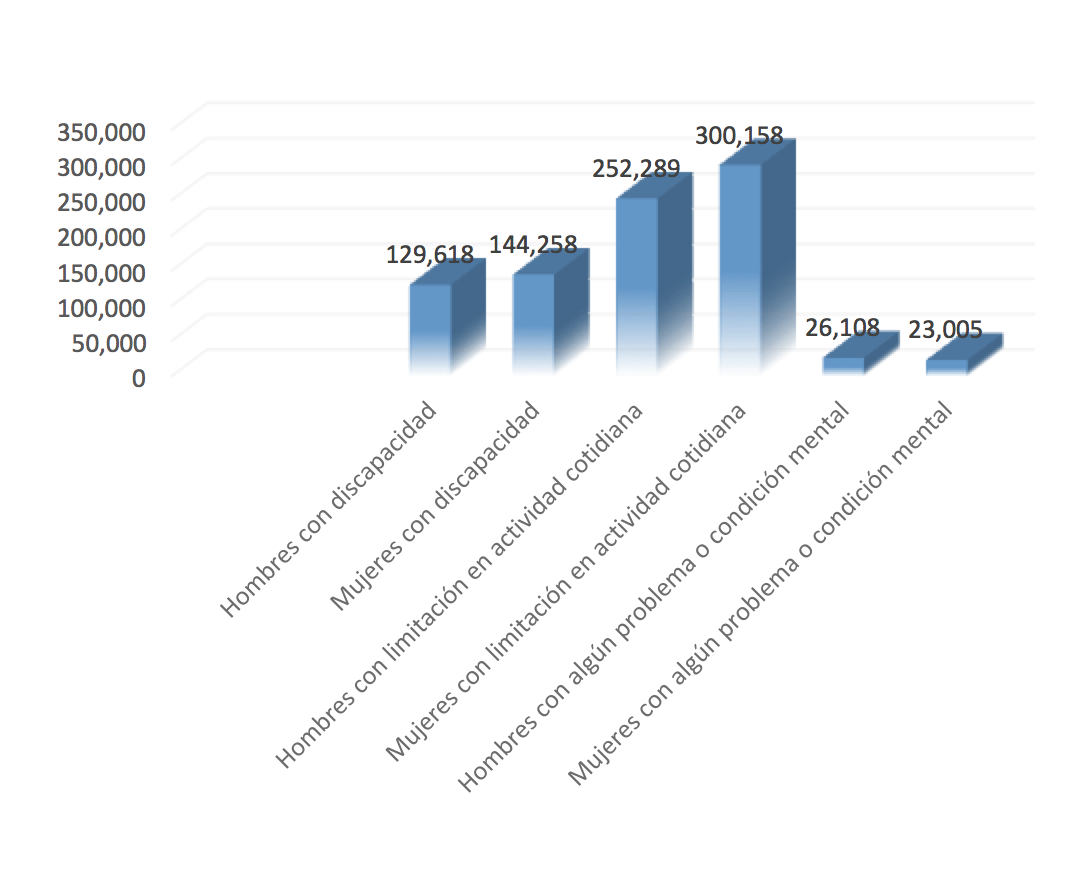 350,000
300,000
250,000
200,000
150,000
100,000
50,000
0
129,618
144,258
252,289
300,158
26,108
23,005
Hombres con discapacidad
Mujeres con discapacidad
Hombres con limitación en actividad cotidiana
Mujeres con limitación en actividad cotidiana
Hombres con algún problema o condición mental
Mujeres con algún problema o condición mental